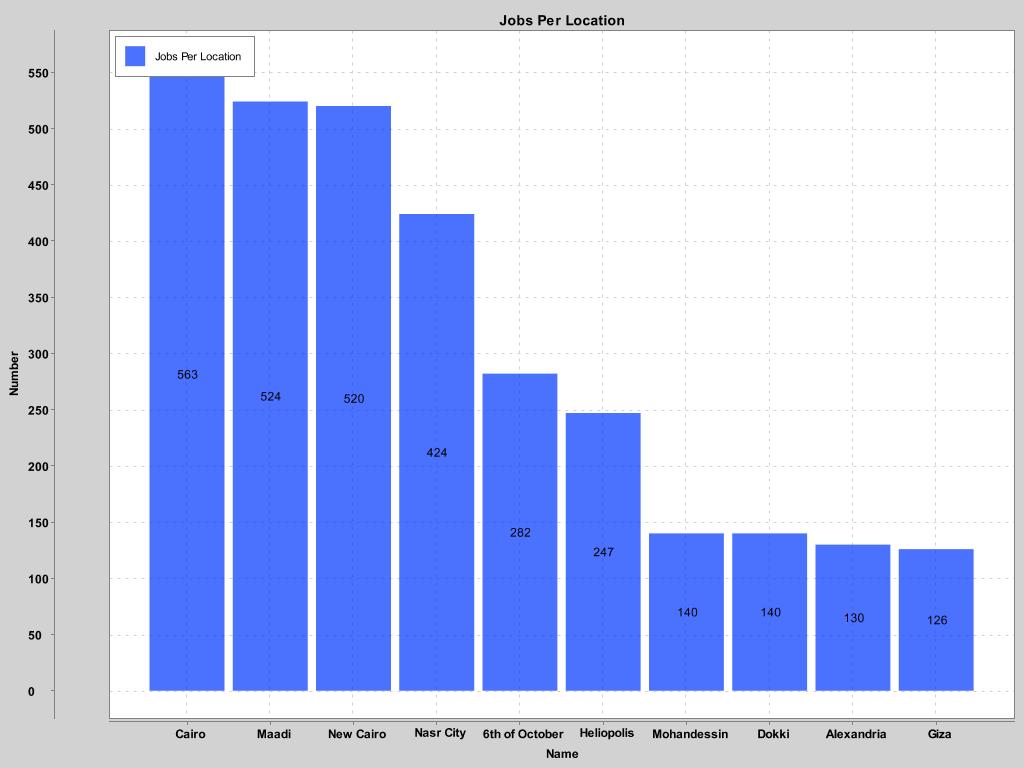 Jobs Per Location
Jobs Per Location
550
500
450
400
350
300
250
200
150
100
50
0
Number
563
524
520
424
282
247
140
140
130
126
Cairo
Maadi
New Cairo
Nasr City
6th of October
Heliopolis
Mohandessin
Dokki
Alexandria
Giza
Name